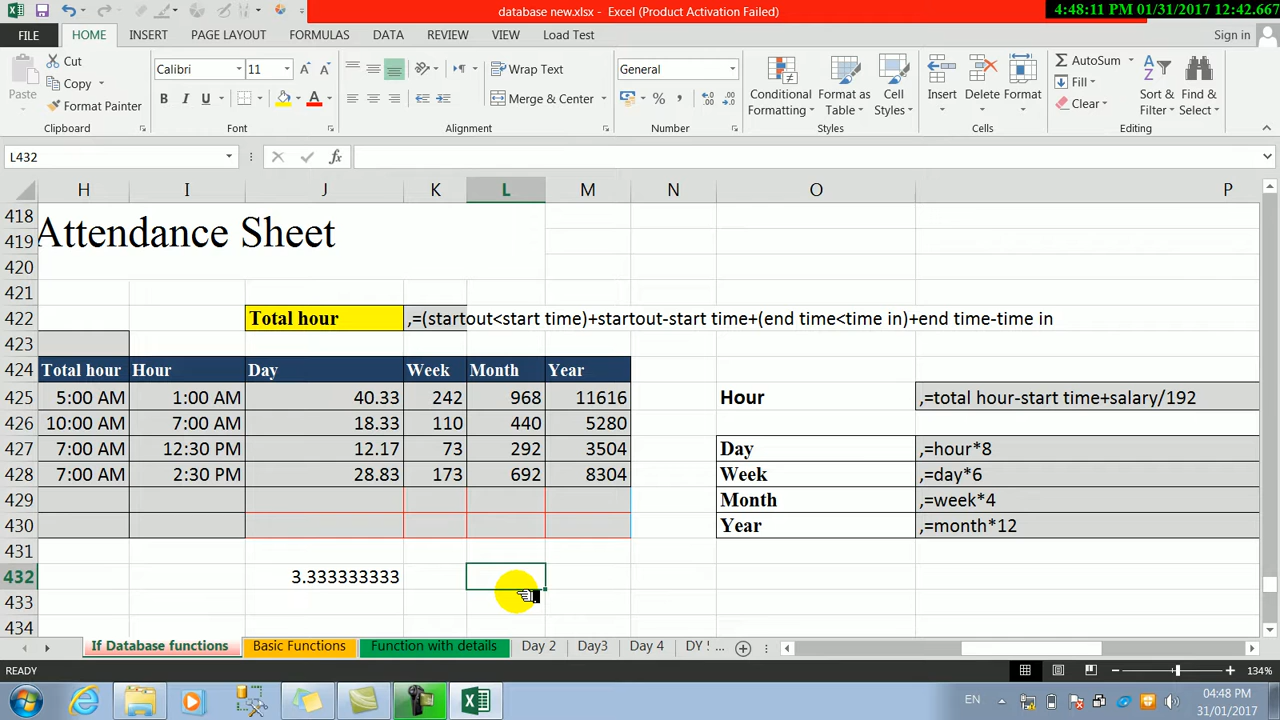 database new.xlsx - Excel (Product Activation Failed)
4:48:11 PM 01/31/2017 12:42.667
FILE HOME INSERT PAGE LAYOUT FORMULAS DATA REVIEW VIEW Load Test Sign in
Paste
Cut
Copy
Format Painter
Clipboard
Calibri 11
B I U A
Font
Wrap Text
Merge & Center
Alignment
General
%
Number
Conditional Formatting
Format as Table
Cell Styles
Styles
Insert Delete Format
Cells
AutoSum
Fill
Clear
Sort & Filter
Find & Select
Editing
L432
fx
H I J K L M N O P
418
419 Attendance Sheet
420
421
422 Total hour ,=(startout<start time)+startout-start time+(end time<time in)+end time-time in
423
424 Total hour Hour Day Week Month Year
425 5:00 AM 1:00 AM 40.33 242 968 11616 Hour ,=total hour-start time+salary/192
426 10:00 AM 7:00 AM 18.33 110 440 5280
427 7:00 AM 12:30 PM 12.17 73 292 3504 Day ,=hour*8
428 7:00 AM 2:30 PM 28.83 173 692 8304 Week ,=day*6
429 Month ,=week*4
430 Year ,=month*12
431
432 3.333333333
433
434
If Database functions Basic Functions Function with details Day 2 Day3 Day 4 DY
READY 134%
EN 04:48 PM
31/01/2017